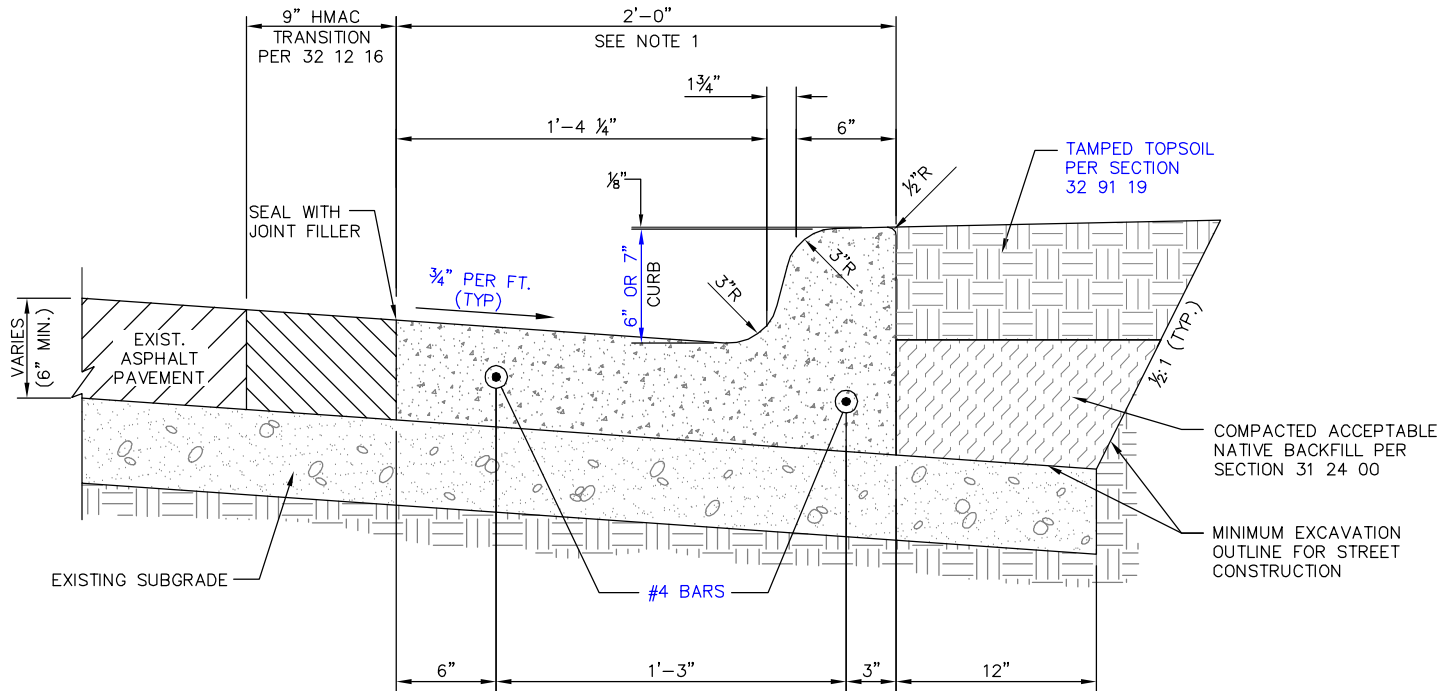 9" HMAC
TRANSITION
PER 32 12 16
2'-0"
SEE NOTE 1
1¾"
1'-4 ¼"
6"
TAMPED TOPSOIL
PER SECTION
32 91 19
⅛"
½"R
SEAL WITH
JOINT FILLER
¾" PER FT.
(TYP)
6" OR 7"
CURB
3"R
3"R
VARIES
(6" MIN.)
EXIST.
ASPHALT
PAVEMENT
½:1 (TYP.)
COMPACTED ACCEPTABLE
NATIVE BACKFILL PER
SECTION 31 24 00
MINIMUM EXCAVATION
OUTLINE FOR STREET
CONSTRUCTION
EXISTING SUBGRADE
#4 BARS
6"
1'-3"
3"
12"